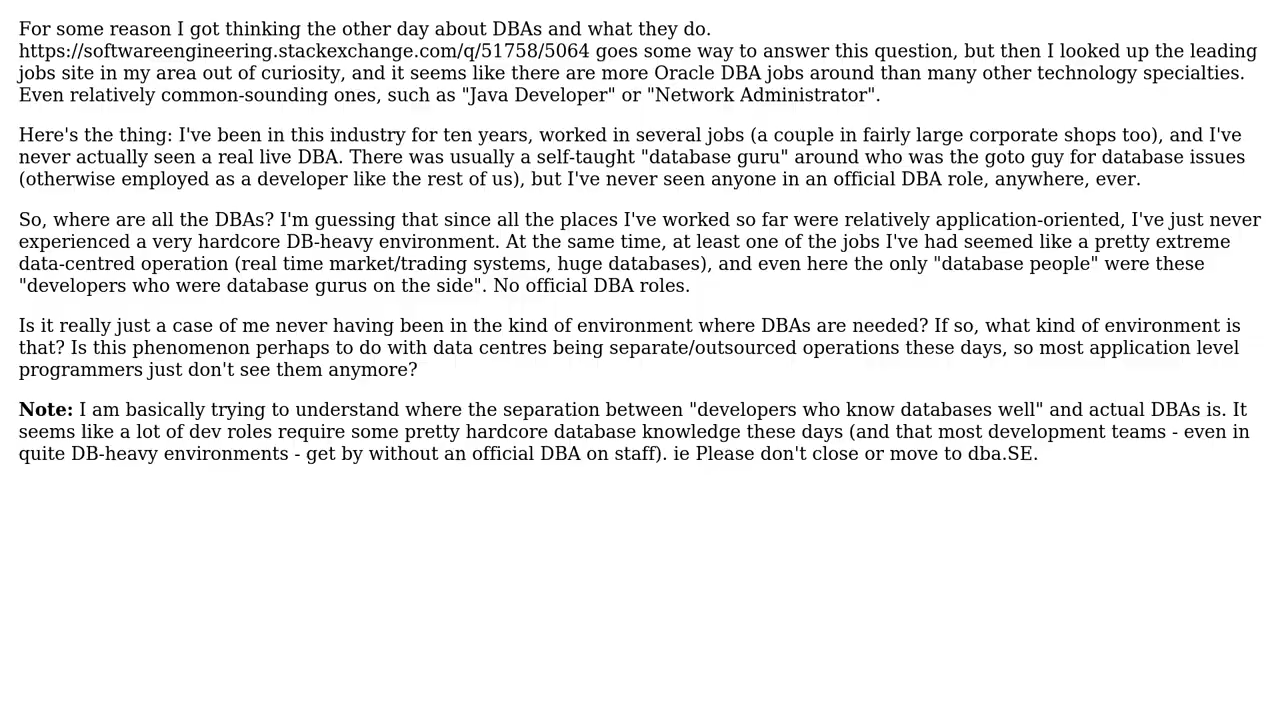 For some reason I got thinking the other day about DBAs and what they do.
https://softwareengineering.stackexchange.com/q/51758/5064 goes some way to answer this question, but then I looked up the leading
jobs site in my area out of curiosity, and it seems like there are more Oracle DBA jobs around than many other technology specialties.
Even relatively common-sounding ones, such as "Java Developer" or "Network Administrator".
Here's the thing: I've been in this industry for ten years, worked in several jobs (a couple in fairly large corporate shops too), and I've
never actually seen a real live DBA. There was usually a self-taught "database guru" around who was the goto guy for database issues
(otherwise employed as a developer like the rest of us), but I've never seen anyone in an official DBA role, anywhere, ever.
So, where are all the DBAs? I'm guessing that since all the places I've worked so far were relatively application-oriented, I've just never
experienced a very hardcore DB-heavy environment. At the same time, at least one of the jobs I've had seemed like a pretty extreme
data-centred operation (real time market/trading systems, huge databases), and even here the only "database people" were these
"developers who were database gurus on the side". No official DBA roles.
Is it really just a case of me never having been in the kind of environment where DBAs are needed? If so, what kind of environment is
that? Is this phenomenon perhaps to do with data centres being separate/outsourced operations these days, so most application level
programmers just don't see them anymore?
Note: I am basically trying to understand where the separation between "developers who know databases well" and actual DBAs is. It
seems like a lot of dev roles require some pretty hardcore database knowledge these days (and that most development teams - even in
quite DB-heavy environments - get by without an official DBA on staff). ie Please don't close or move to dba.SE.